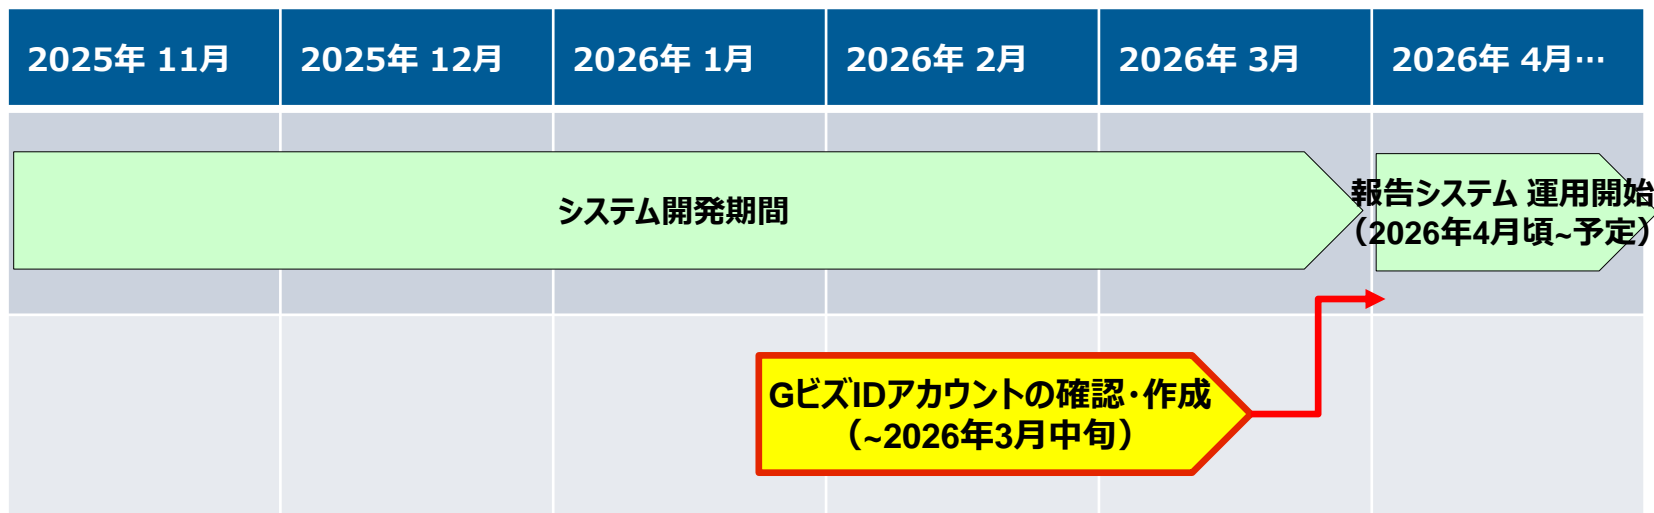 2025年 11月
2025年 12月
2026年 1月
2026年 2月
2026年 3月
2026年 4月…
システム開発期間
報告システム 運用開始
（2026年4月頃~予定）
GビズIDアカウントの確認・作成
（~2026年3月中旬）